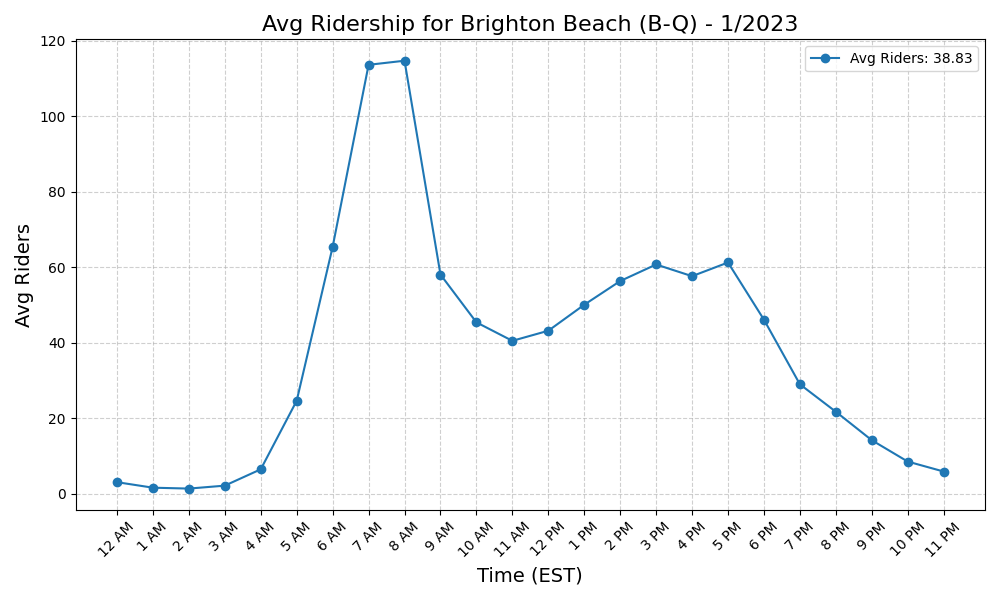 Avg Ridership for Brighton Beach (B-Q) - 1/2023
Avg Riders: 38.83
120
100
80
60
40
20
0
Avg Riders
12 AM
1 AM
2 AM
3 AM
4 AM
5 AM
6 AM
7 AM
8 AM
9 AM
10 AM
11 AM
12 PM
1 PM
2 PM
3 PM
4 PM
5 PM
6 PM
7 PM
8 PM
9 PM
10 PM
11 PM
Time (EST)